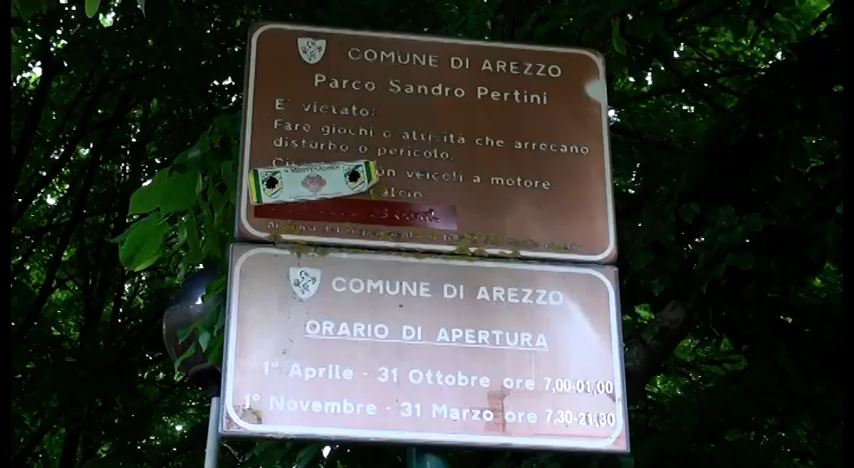 COMUNE DI AREZZO
Parco Sandro Pertini
E' vietato:
Fare giochi o attività che arrecano
disturbo o pericolo.
con veicoli a motore.
calcio
COMUNE DI AREZZO
ORARIO DI APERTURA
1° Aprile - 31 Ottobre ore 7,00-01,00
1° Novembre - 31 Marzo ore 7,30-21,30